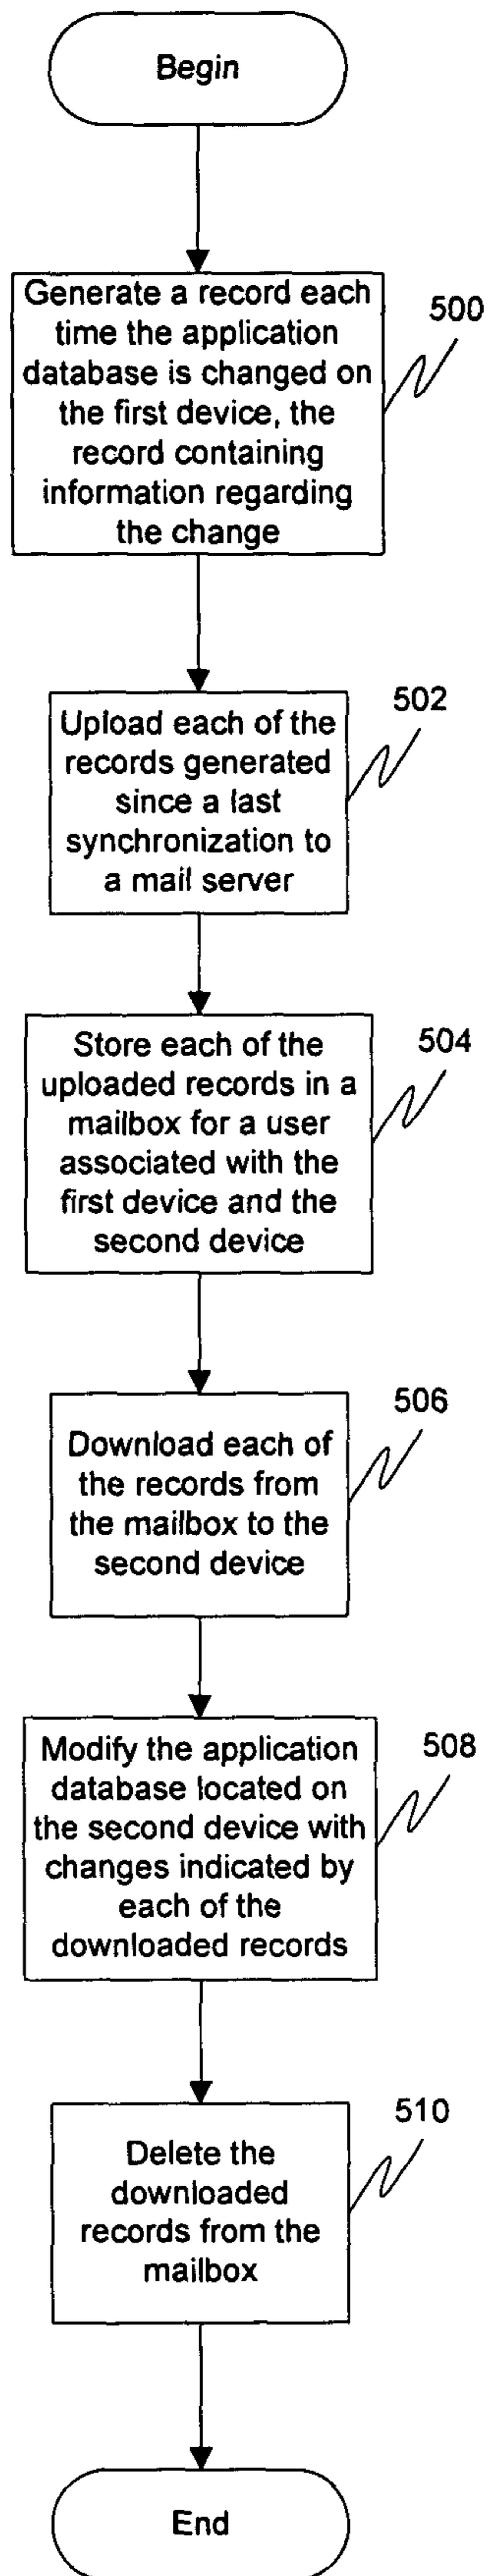 Begin
Generate a record each
time the application
database is changed on
the first device, the
record containing
information regarding
the change
500
Upload each of the
records generated
since a last
synchronization to
a mail server
502
Store each of the
uploaded records in a
mailbox for a user
associated with the
first device and the
second device
504
Download each of
the records from
the mailbox to the
second device
506
Modify the application
database located on
the second device with
changes indicated by
each of the
downloaded records
508
Delete the
downloaded
records from the
mailbox
510
End